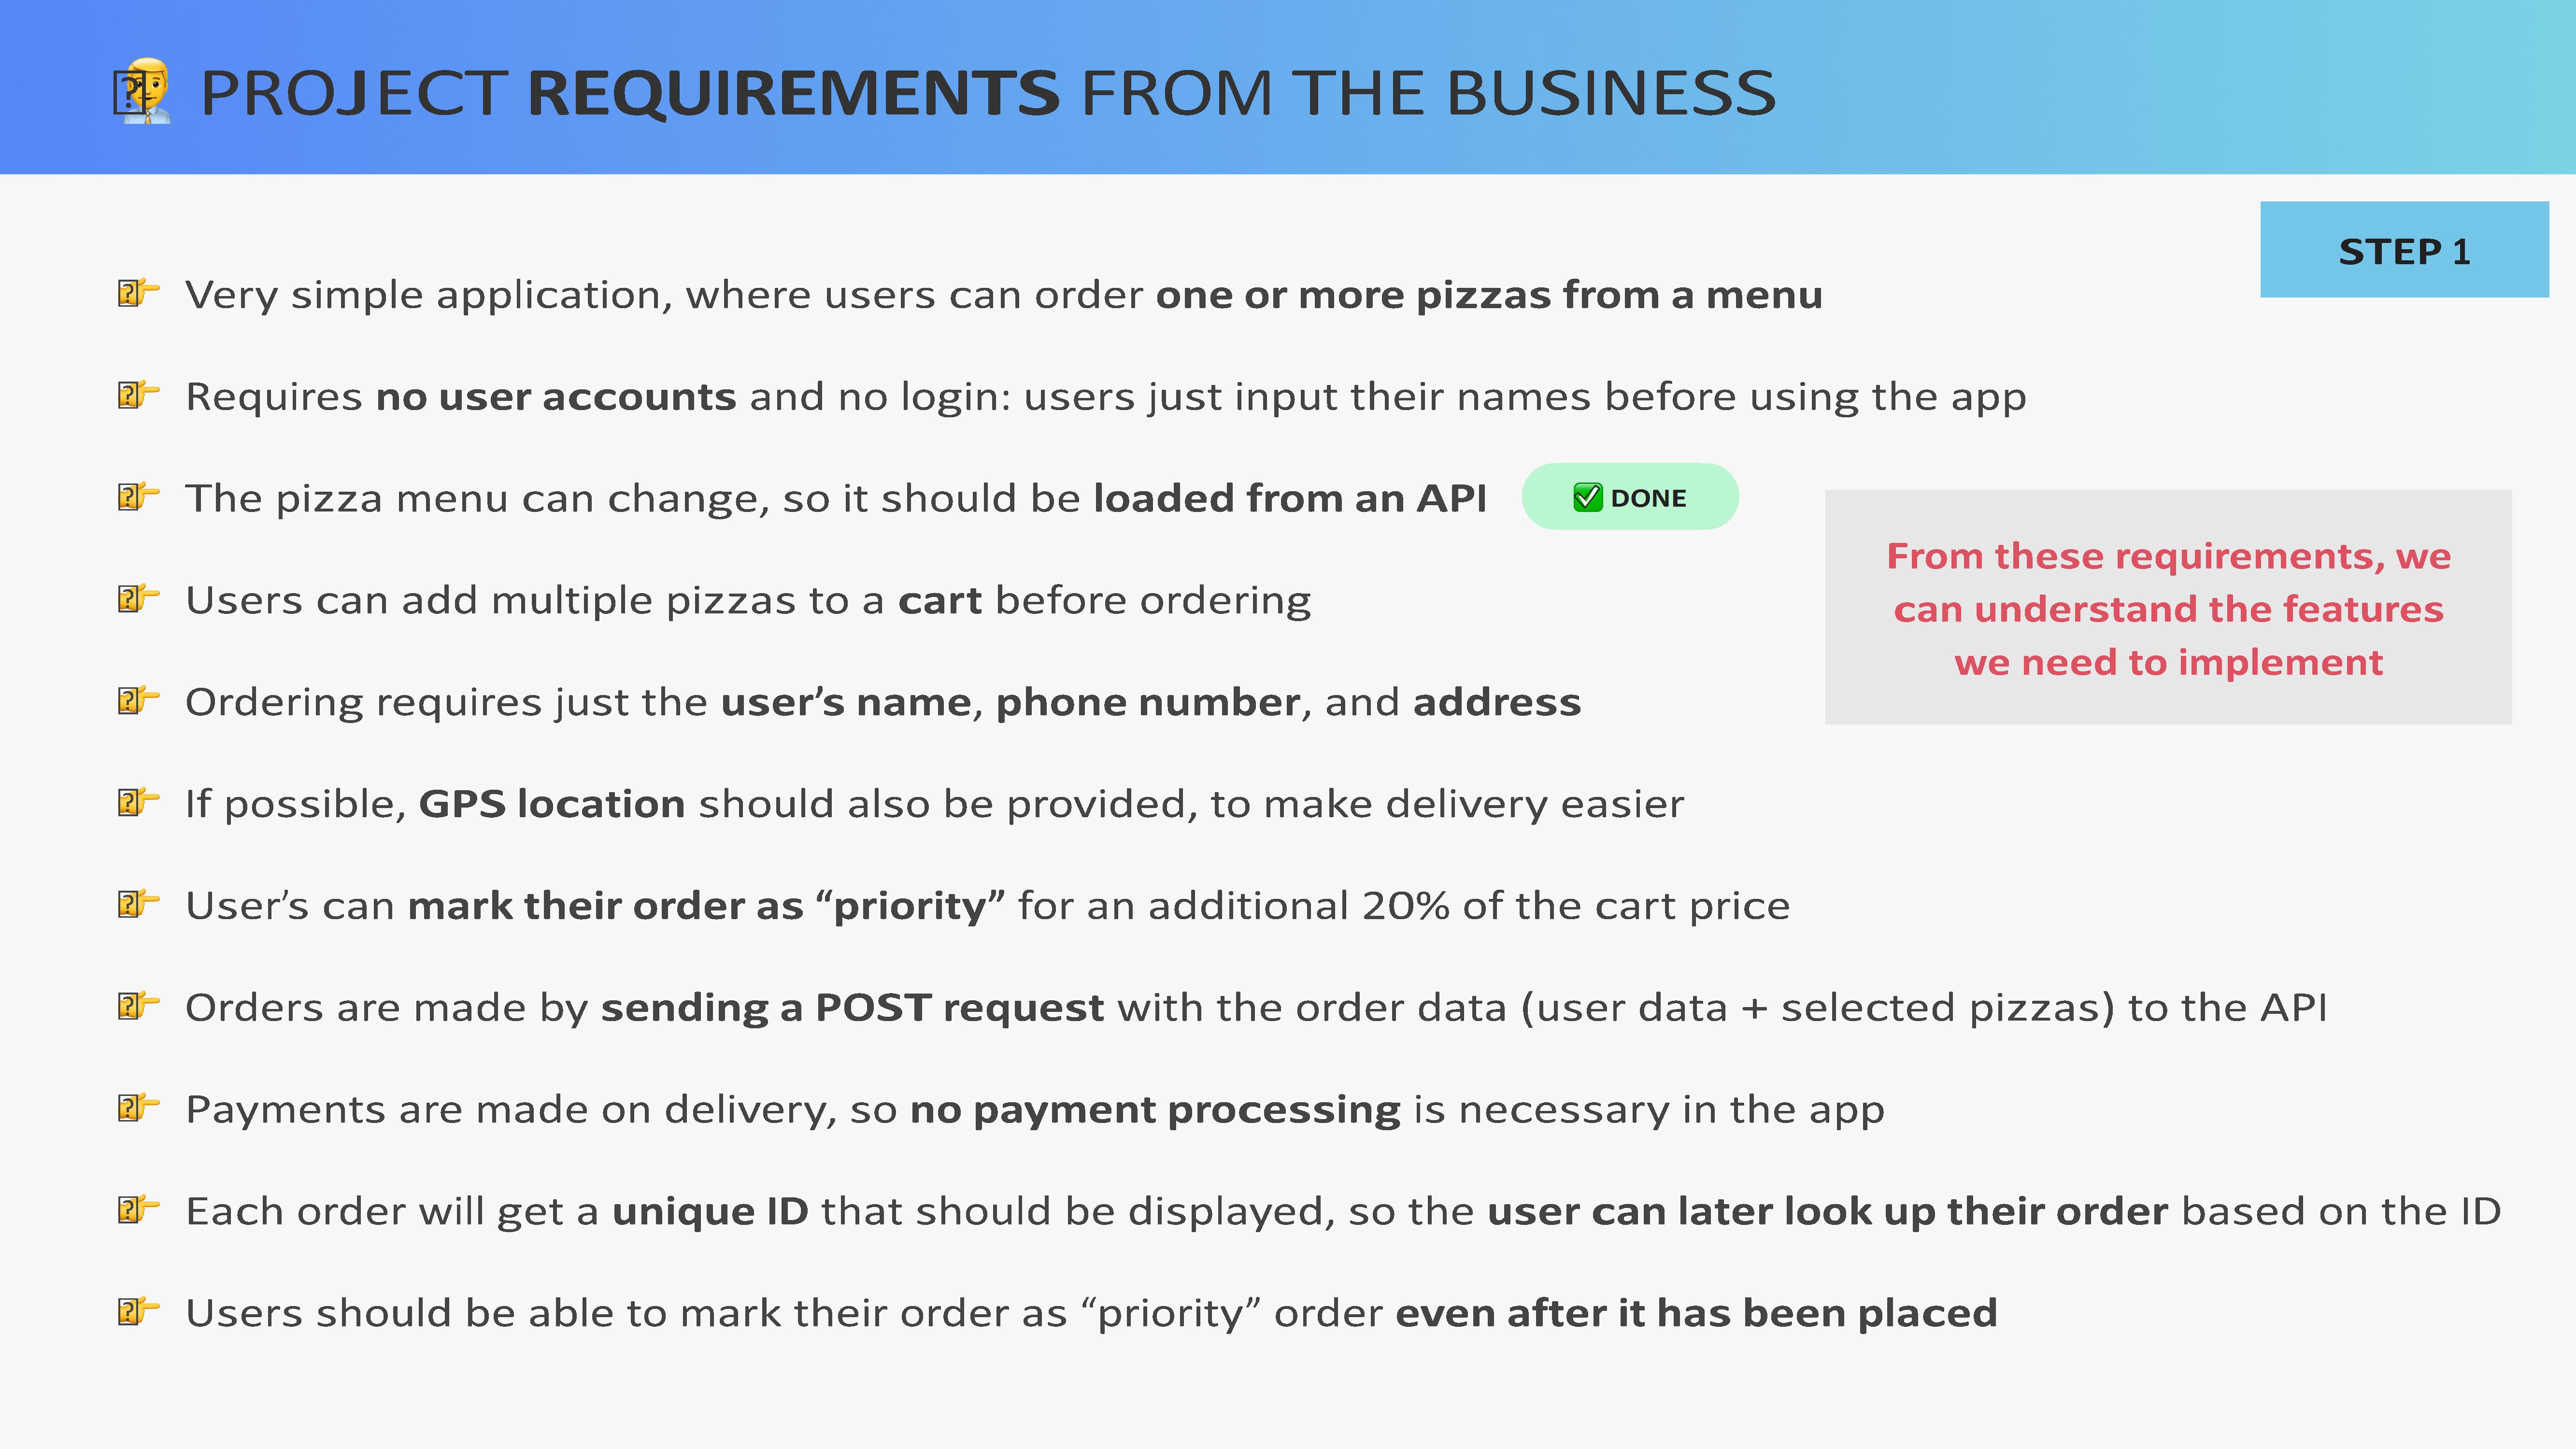 PROJECT REQUIREMENTS FROM THE BUSINESS
STEP 1
Very simple application, where users can order one or more pizzas from a menu
Requires no user accounts and no login: users just input their names before using the app
The pizza menu can change, so it should be loaded from an API
✅ DONE
Users can add multiple pizzas to a cart before ordering
Ordering requires just the user’s name, phone number, and address
From these requirements, we
can understand the features
we need to implement
If possible, GPS location should also be provided, to make delivery easier
User’s can mark their order as “priority” for an additional 20% of the cart price
Orders are made by sending a POST request with the order data (user data + selected pizzas) to the API
Payments are made on delivery, so no payment processing is necessary in the app
Each order will get a unique ID that should be displayed, so the user can later look up their order based on the ID
Users should be able to mark their order as “priority” order even after it has been placed